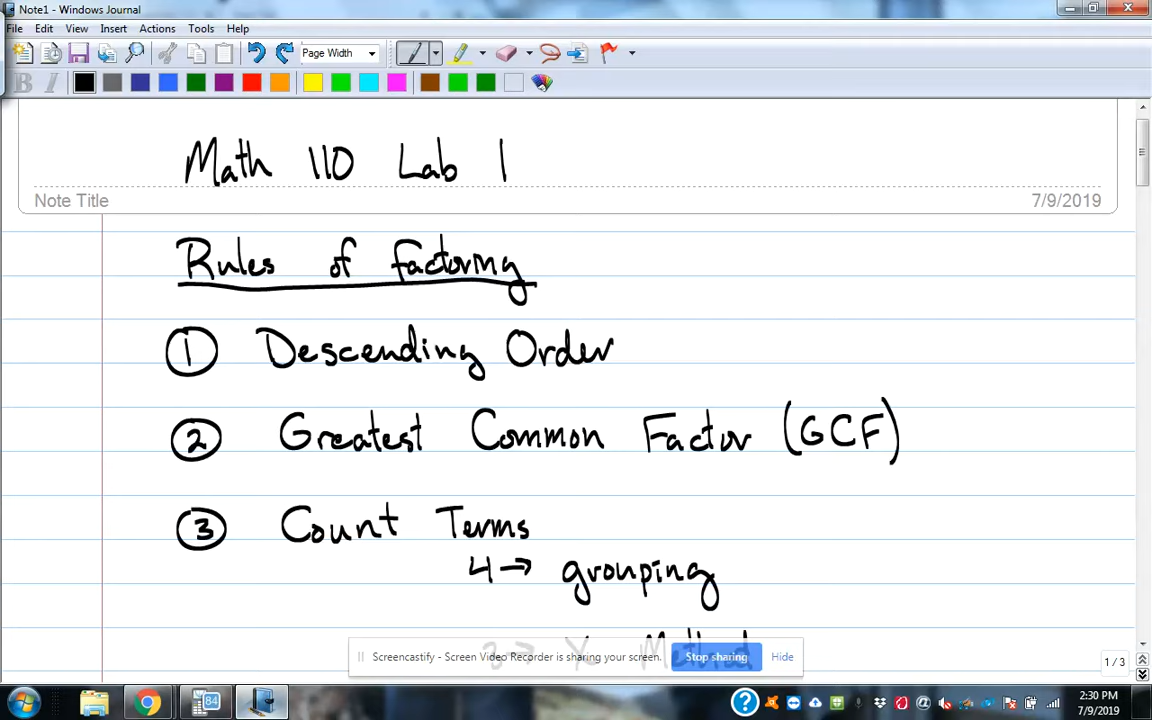 Note1 - Windows Journal
File Edit View Insert Actions Tools Help
Page Width
B I
Math 110 Lab 1
Note Title
7/9/2019
Rules of factoring
1 Descending Order
2 Greatest Common Factor (GCF)
3 Count Terms
4 → grouping
X Method
Screencastify - Screen Video Recorder is sharing your screen. Stop sharing Hide
1 / 3
84
?
2:30 PM
7/9/2019